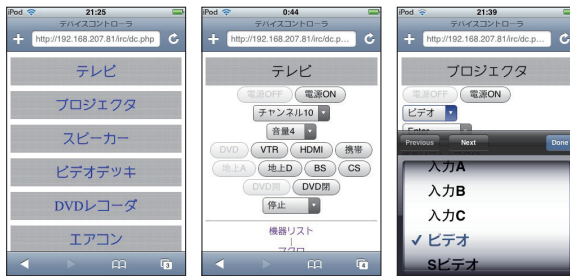 iPod 21:25
デバイスコントローラ
http://192.168.207.81/irc/dc.php
テレビ
プロジェクタ
スピーカー
ビデオデッキ
DVDレコーダ
エアコン
3
iPod 0:44
デバイスコントローラ
http://192.168.207.81/irc/dc.p...
テレビ
電源OFF 電源ON
チャンネル10
音量4
DVD VTR HDMI 携帯
地上A 地上D BS CS
DVD開 DVD閉
停止
機器リスト
|
マクロ
4
iPod 21:39
デバイスコントローラ
http://192.168.207.81/irc/dc.p...
プロジェクタ
電源OFF 電源ON
ビデオ
Enter
Previous Next Done
入力A
入力B
入力C
✓ ビデオ
Sビデオ